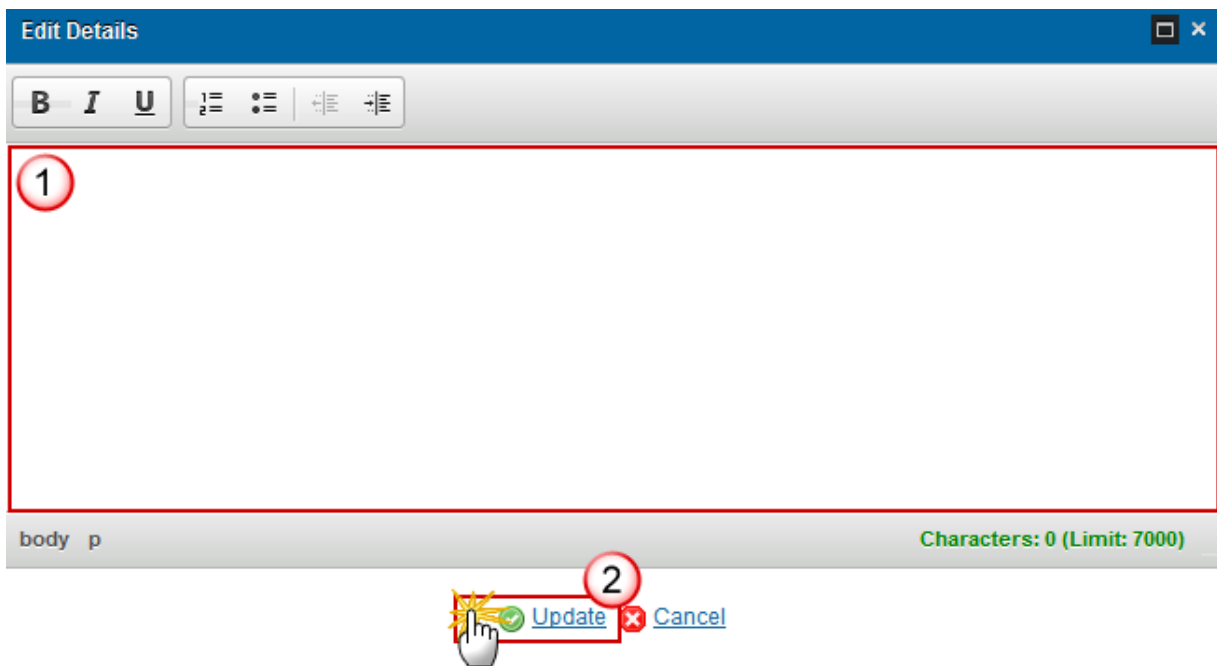 Edit Details
B I U
1
body p Characters: 0 (Limit: 7000)
2
Update Cancel